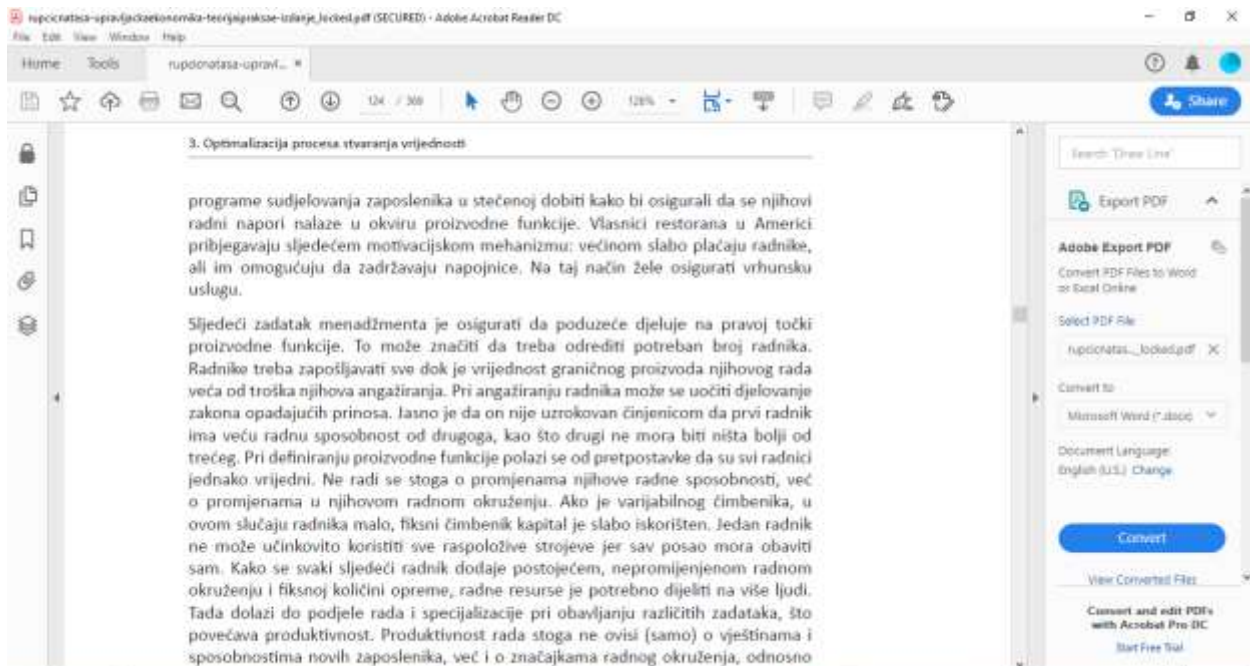 rupcicnatasa-upravljackaekonomika-teorijaipraksae-izdanje_locked.pdf (SECURED) - Adobe Acrobat Reader DC
File Edit View Window Help
Home Tools rupcicnatasa-upravl... ×
124 / 369 128%
Share
3. Optimalizacija procesa stvaranja vrijednosti
programe sudjelovanja zaposlenika u stečenoj dobiti kako bi osigurali da se njihovi
radni napori nalaze u okviru proizvodne funkcije. Vlasnici restorana u Americi
pribjegavaju sljedećem motivacijskom mehanizmu: većinom slabo plaćaju radnike,
ali im omogućuju da zadržavaju napojnice. Na taj način žele osigurati vrhunsku
uslugu.
Sljedeći zadatak menadžmenta je osigurati da poduzeće djeluje na pravoj točki
proizvodne funkcije. To može značiti da treba odrediti potreban broj radnika.
Radnike treba zapošljavati sve dok je vrijednost graničnog proizvoda njihovog rada
veća od troška njihova angažiranja. Pri angažiranju radnika može se uočiti djelovanje
zakona opadajućih prinosa. Jasno je da on nije uzrokovan činjenicom da prvi radnik
ima veću radnu sposobnost od drugoga, kao što drugi ne mora biti ništa bolji od
trećeg. Pri definiranju proizvodne funkcije polazi se od pretpostavke da su svi radnici
jednako vrijedni. Ne radi se stoga o promjenama njihove radne sposobnosti, već
o promjenama u njihovom radnom okruženju. Ako je varijabilnog čimbenika, u
ovom slučaju radnika malo, fiksni čimbenik kapital je slabo iskorišten. Jedan radnik
ne može učinkovito koristiti sve raspoložive strojeve jer sav posao mora obaviti
sam. Kako se svaki sljedeći radnik dodaje postojećem, nepromijenjenom radnom
okruženju i fiksnoj količini opreme, radne resurse je potrebno dijeliti na više ljudi.
Tada dolazi do podjele rada i specijalizacije pri obavljanju različitih zadataka, što
povećava produktivnost. Produktivnost rada stoga ne ovisi (samo) o vještinama i
sposobnostima novih zaposlenika, već i o značajkama radnog okruženja, odnosno
Search 'Draw Line'
Export PDF
Adobe Export PDF
Convert PDF Files to Word
or Excel Online
Select PDF File
rupcicnatas..._locked.pdf ×
Convert to
Microsoft Word (*.docx)
Document Language:
English (U.S.) Change
Convert
View Converted Files
Convert and edit PDFs
with Acrobat Pro DC
Start Free Trial